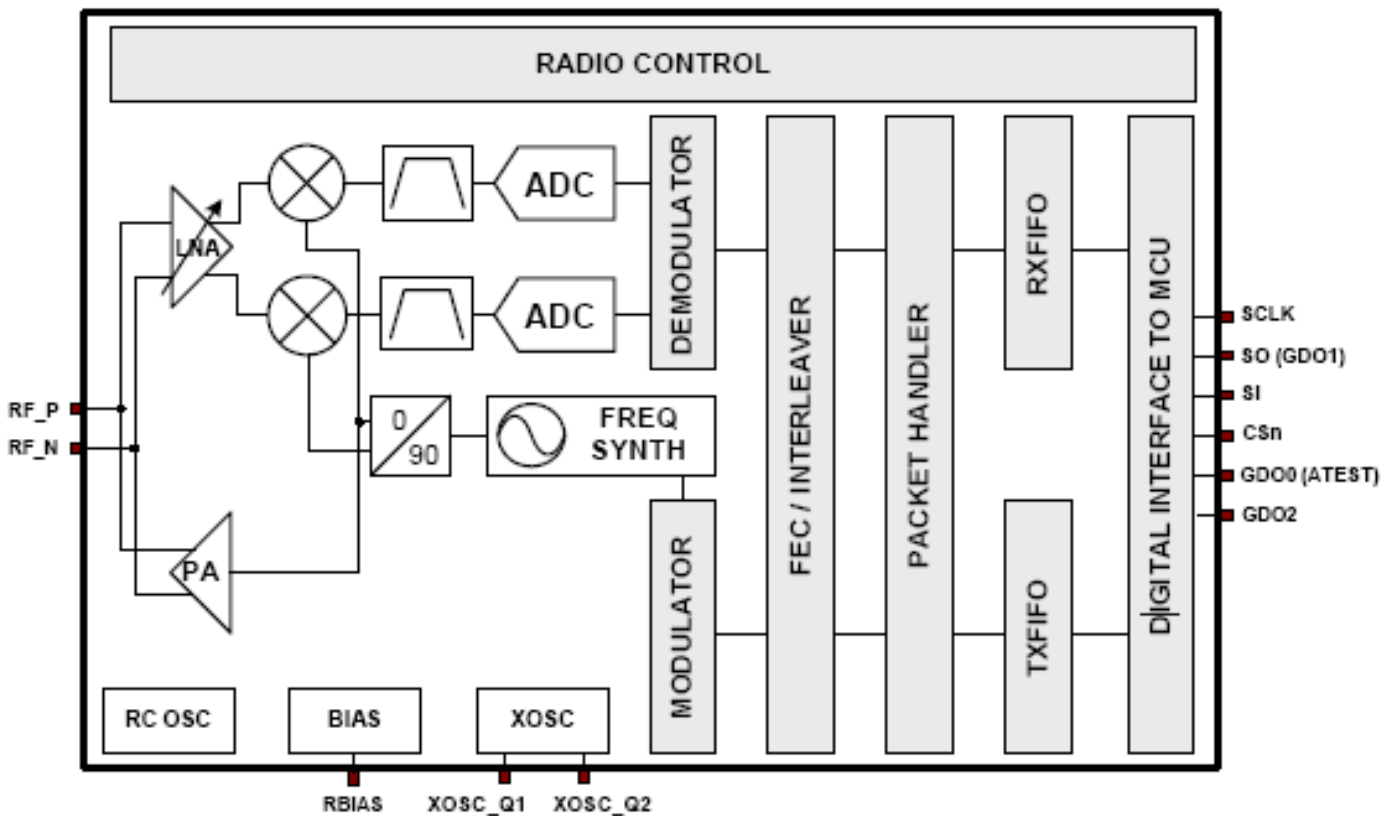 RADIO CONTROL
LNA
ADC
ADC
DEMODULATOR
FEC / INTERLEAVER
PACKET HANDLER
RXFIFO
DIGITAL INTERFACE TO MCU
RF_P
RF_N
0
90
FREQ
SYNTH
PA
MODULATOR
TXFIFO
SCLK
SO (GDO1)
SI
CSn
GDO0 (ATEST)
GDO2
RC OSC
BIAS
XOSC
RBIAS
XOSC_Q1
XOSC_Q2